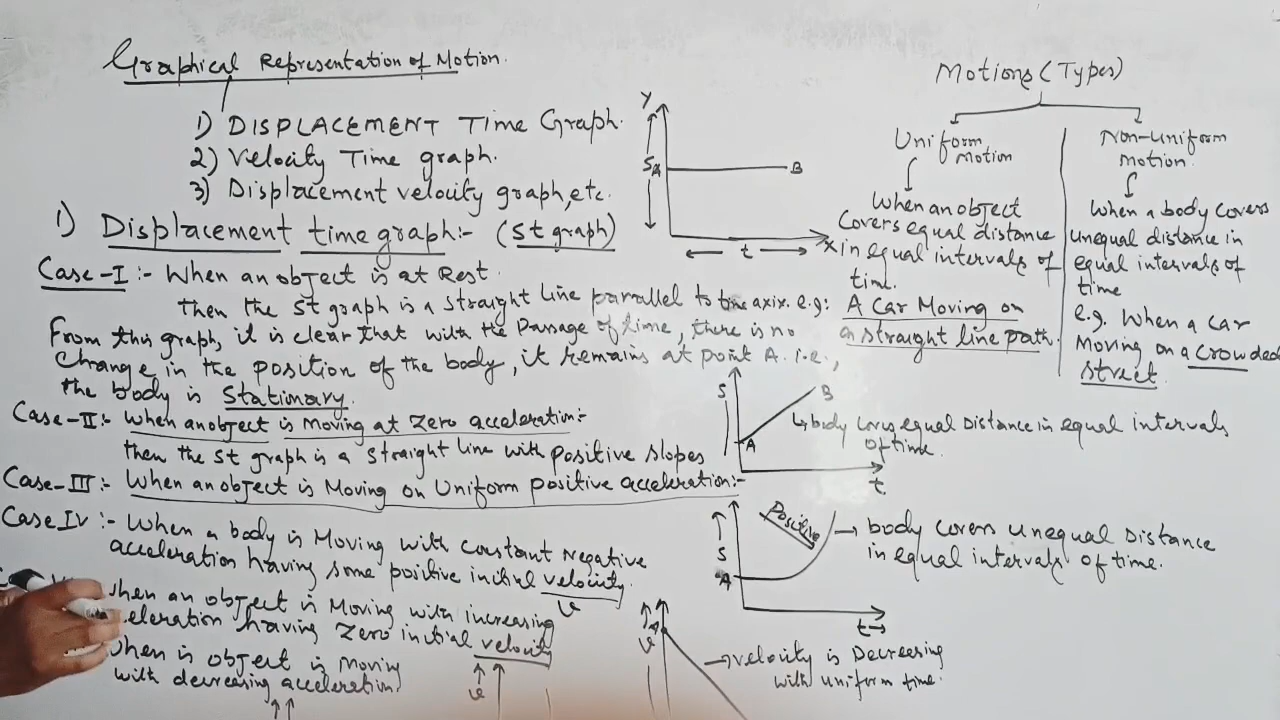 Graphical Representation of Motion.
1) DISPLACEMENT Time Graph.
2) Velocity Time graph.
3) Displacement velocity graph, etc.
1) Displacement time graph:- (st graph)
Case-I:- When an object is at Rest.
Then the st graph is a straight line parallel to time axix. e.g:
From this graph, it is clear that with the Passage of time, there is no
Change in the position of the body, it remains at point A. i.e.,
the body is Stationary.
Case-II:- When an object is Moving at Zero acceleration:-
then the st graph is a straight line with positive slopes
Case-III:- When an object is Moving on Uniform positive acceleration:-
Case IV:- When a body is Moving with constant Negative
acceleration having some positive initial velocity.
v
When an object is Moving with increasing
eleration having Zero initial velocity
When is object is Moving
with decreasing acceleration.
v
Y
S
A
B
t
X
S
A
B
t
body covers equal Distance in equal intervals
of time.
S
A
Positive
t
body covers unequal Distance
in equal intervals of time.
v
A
velocity is Decreasing
with uniform time.
Motions (Types)
Uniform
Motion
When an object
Covers equal distance
in equal intervals of
time.
A Car Moving on
a straight line path.
Non-Uniform
Motion.
When a body Covers
unequal distance in
equal intervals of
time
e.g. When a car
Moving on a crowded
street.